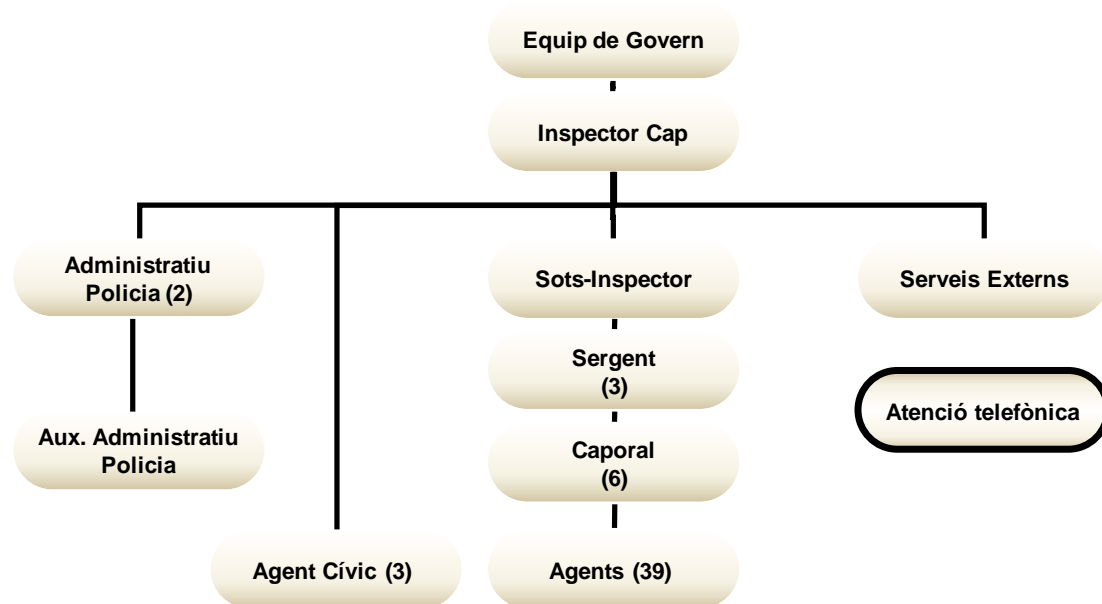 Equip de Govern
Inspector Cap
Administratiu
Policia (2)
Sots-Inspector
Serveis Externs
Sergent
(3)
Atenció telefònica
Aux. Administratiu
Policia
Caporal
(6)
Agent Cívic (3)
Agents (39)